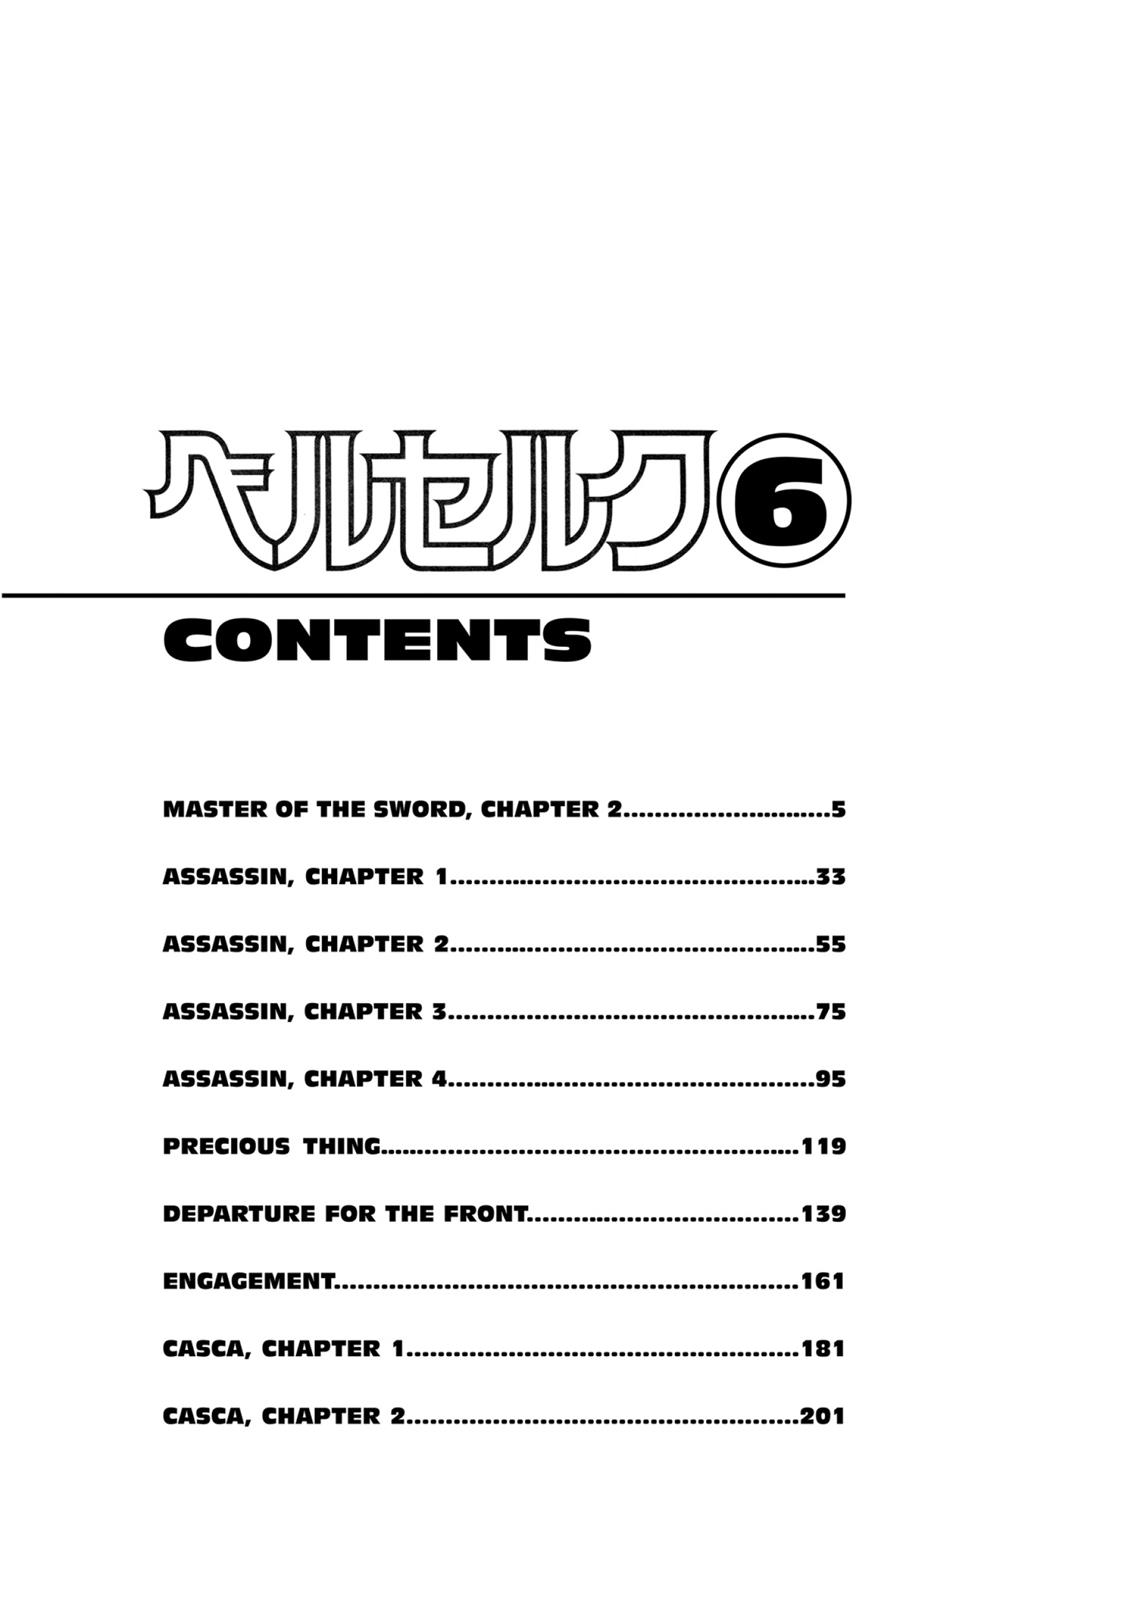 ベルセルク6
CONTENTS
MASTER OF THE SWORD, CHAPTER 2..........................5
ASSASSIN, CHAPTER 1..............................................33
ASSASSIN, CHAPTER 2..............................................55
ASSASSIN, CHAPTER 3..............................................75
ASSASSIN, CHAPTER 4..............................................95
PRECIOUS THING....................................................119
DEPARTURE FOR THE FRONT..................................139
ENGAGEMENT...........................................................161
CASCA, CHAPTER 1.................................................181
CASCA, CHAPTER 2.................................................201